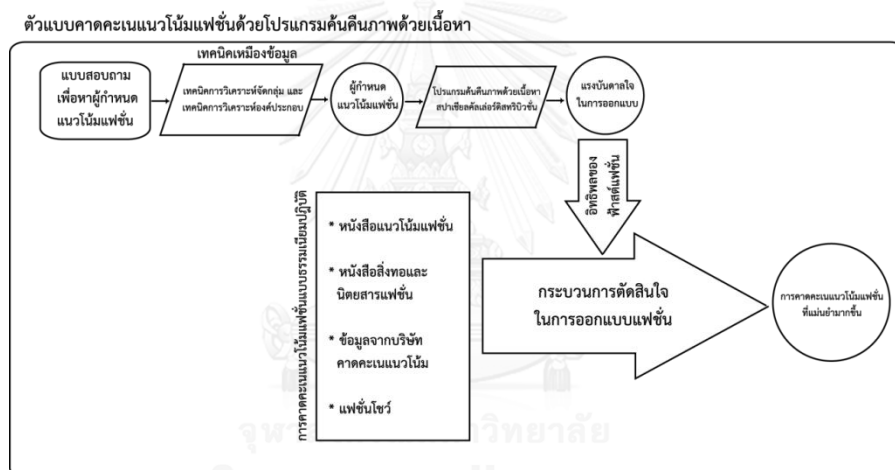 ตัวแบบคาดคะเนแนวโน้มแฟชั่นด้วยโปรแกรมค้นคืนภาพด้วยเนื้อหา
แบบสอบถาม
เพื่อหาผู้กำหนด
แนวโน้มแฟชั่น
เทคนิคเหมืองข้อมูล
เทคนิคการวิเคราะห์จัดกลุ่ม และ
เทคนิคการวิเคราะห์องค์ประกอบ
ผู้กำหนด
แนวโน้มแฟชั่น
โปรแกรมค้นคืนภาพด้วยเนื้อหา
สปาเชียลคัลเล่อร์ดิสทริบิวชั่น
แรงบันดาลใจ
ในการออกแบบ
อิทธิพลของ
ฟ้าสต์แฟชั่น
การคาดคะเนแนวโน้มแฟชั่นแบบธรรมเนียมปฏิบัติ
* หนังสือแนวโน้มแฟชั่น
* หนังสือสิ่งทอและ
นิตยสารแฟชั่น
* ข้อมูลจากบริษัท
คาดคะเนแนวโน้ม
* แฟชั่นโชว์
กระบวนการตัดสินใจ
ในการออกแบบแฟชั่น
การคาดคะเนแนวโน้มแฟชั่น
ที่แม่นยำมากขึ้น